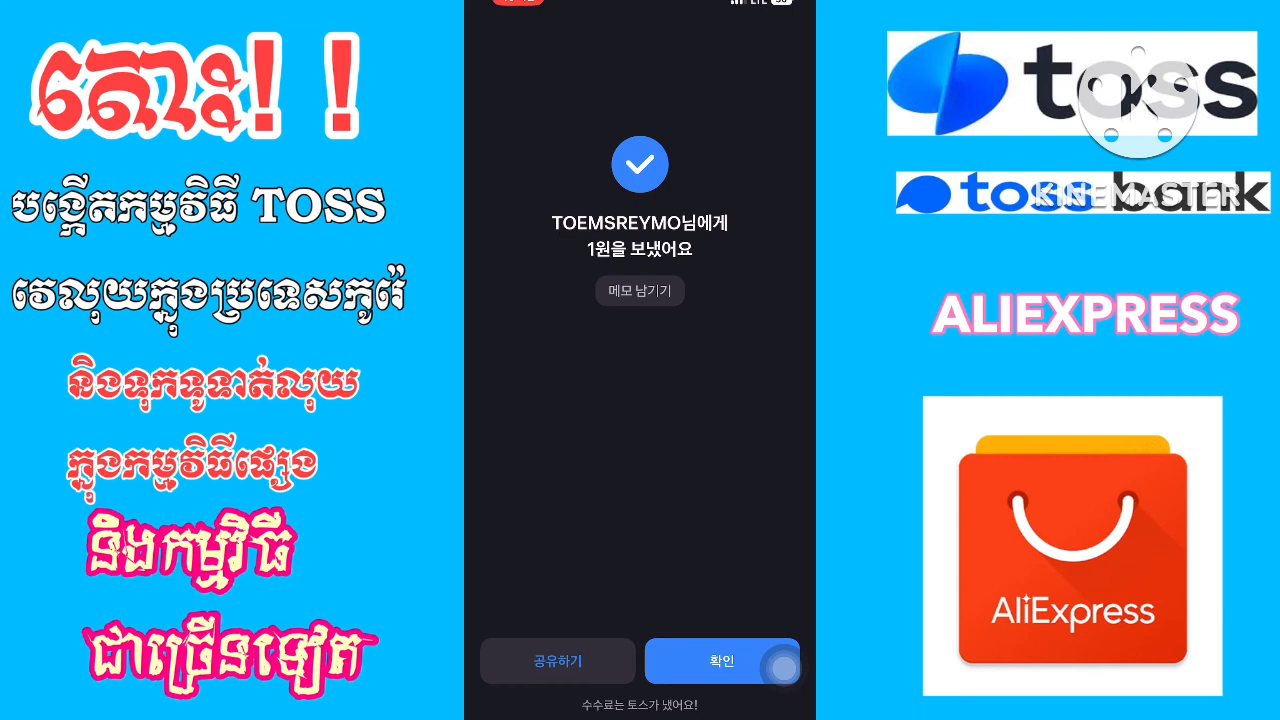 តោះ!!
បង្កើតកម្មវិធី TOSS
វេលុយក្នុងប្រទេសកូរ៉េ
និងទុកទូទាត់លុយ
ក្នុងកម្មវិធីផ្សេង
និងកម្មវិធី
ជាច្រើនទៀត
LTE
TOEMSREYMO님에게
1원을 보냈어요
메모 남기기
공유하기
확인
수수료는 토스가 냈어요!
toss
toss bank
KINEMASTER
ALIEXPRESS
AliExpress